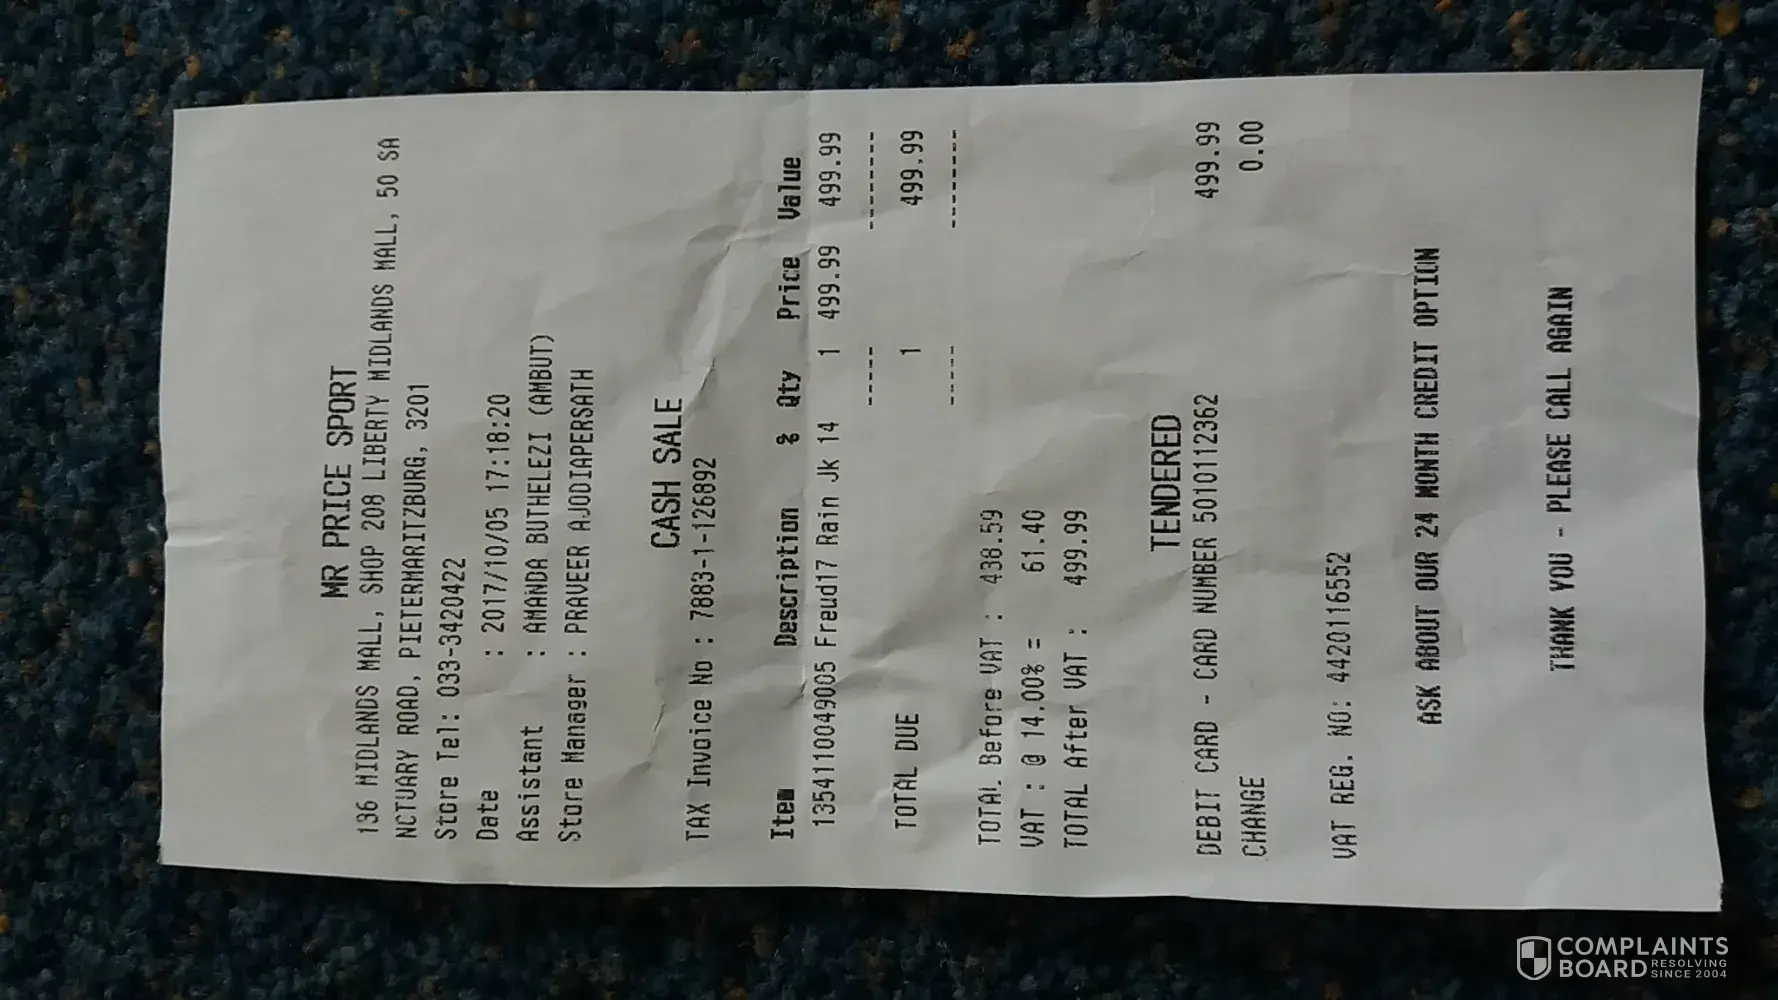 MR PRICE SPORT
136 MIDLANDS MALL, SHOP 208 LIBERTY MIDLANDS MALL, 50 SA
NCTUARY ROAD, PIETERMARITZBURG, 3201
Store Tel: 033-3420422
Date : 2017/10/05 17:18:20
Assistant : AMANDA BUTHELEZI (AMBUT)
Store Manager : PRAVEER AJODIAPERSATH
CASH SALE
TAX Invoice No : 7883-1-126892
Item Description % Qty Price Value
1354110049005 Freud17 Rain Jk 14 1 499.99 499.99
----- --------
TOTAL DUE 1 499.99
----- --------
TOTAL Before VAT : 438.59
VAT : @ 14.00% = 61.40
TOTAL After VAT : 499.99
TENDERED
DEBIT CARD - CARD NUMBER 5010112362 499.99
CHANGE 0.00
VAT REG. NO: 4420116552
ASK ABOUT OUR 24 MONTH CREDIT OPTION
THANK YOU - PLEASE CALL AGAIN
COMPLAINTS
BOARD RESOLVING SINCE 2004